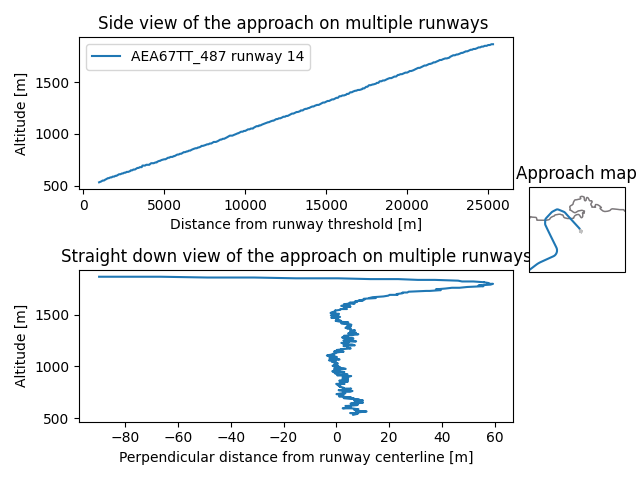 Side view of the approach on multiple runways
AEA67TT_487 runway 14
Altitude [m]
1500
1000
500
0
5000
10000
15000
20000
25000
Distance from runway threshold [m]
Approach map
Straight down view of the approach on multiple runways
Altitude [m]
1500
1000
500
−80
−60
−40
−20
0
20
40
60
Perpendicular distance from runway centerline [m]